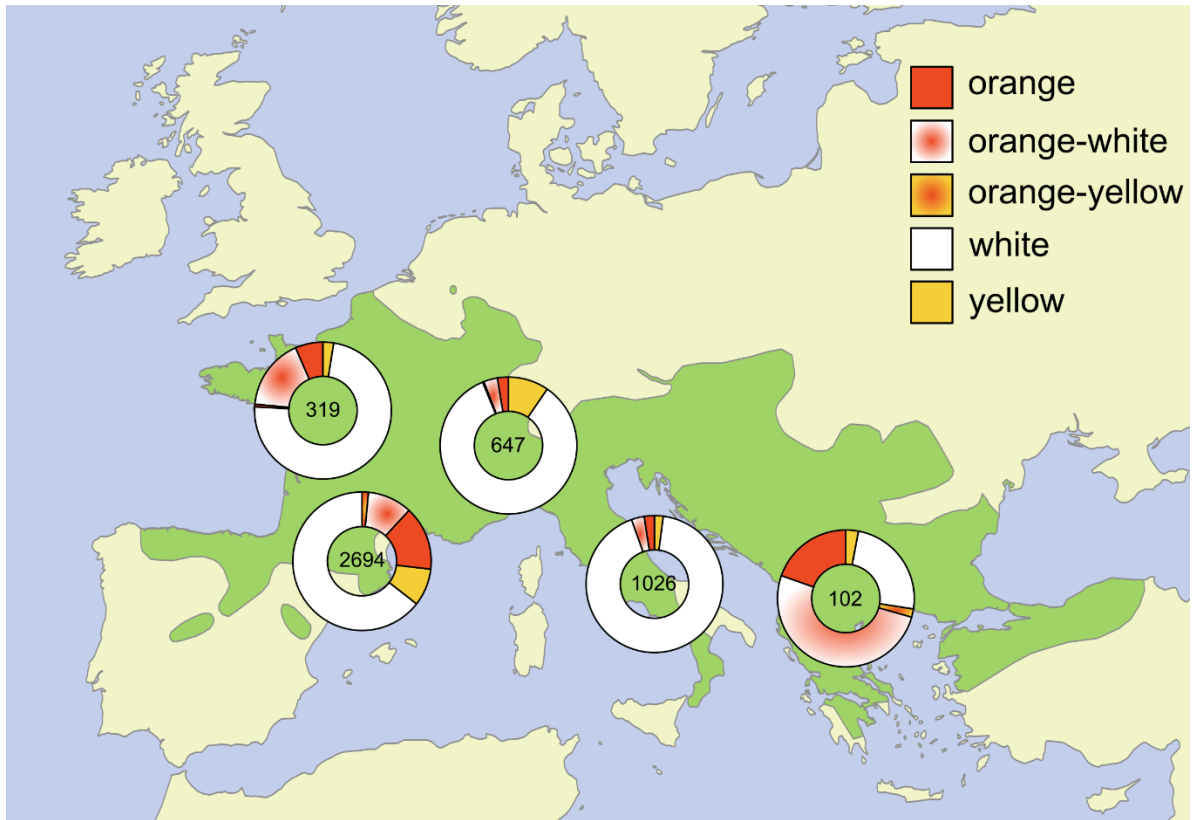 orange
orange-white
orange-yellow
white
yellow
319
647
2694
1026
102